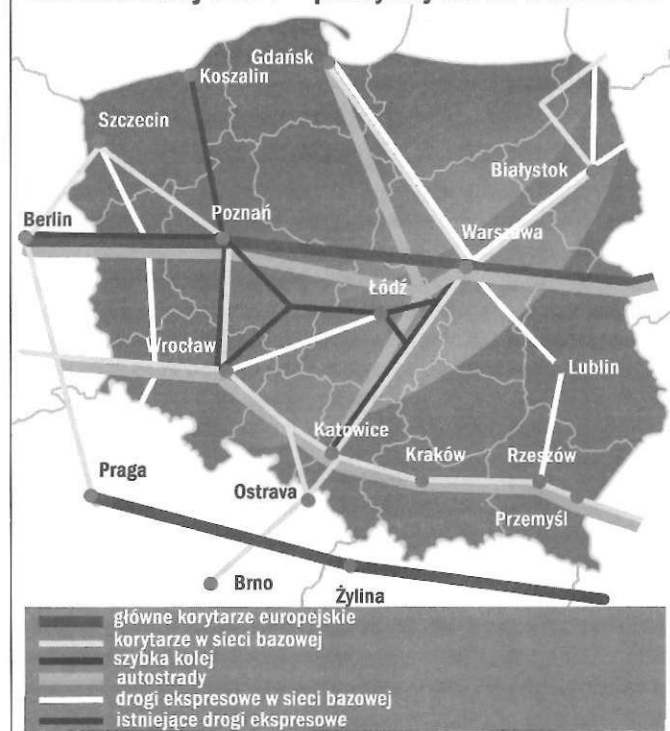 Gdańsk
Koszalin
Szczecin
Białystok
Berlin
Poznań
Warszawa
Łódź
Wrocław
Lublin
Katowice
Kraków
Rzeszów
Praga
Ostrava
Przemyśl
Brno
Żylina
główne korytarze europejskie
korytarze w sieci bazowej
szybka kolej
autostrady
drogi ekspresowe w sieci bazowej
istniejące drogi ekspresowe